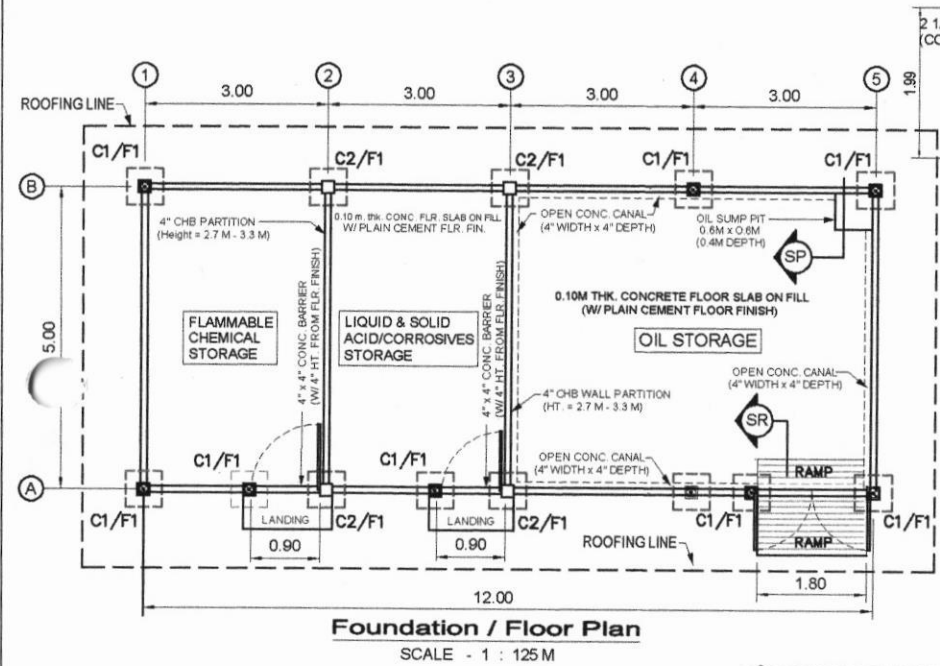 2 1
(CO
1.99
1
2
3
4
5
3.00
3.00
3.00
3.00
ROOFING LINE
C1/F1
C2/F1
C2/F1
C1/F1
C1/F1
B
4" CHB PARTITION
(Height = 2.7 M - 3.3 M)
0.10 m. thk. CONC. FLR. SLAB ON FILL
W/ PLAIN CEMENT FLR. FIN.
OPEN CONC. CANAL
(4" WIDTH x 4" DEPTH)
OIL SUMP PIT
0.6M x 0.6M
(0.4M DEPTH)
SP
0.10M THK. CONCRETE FLOOR SLAB ON FILL
(W/ PLAIN CEMENT FLOOR FINISH)
5.00
FLAMMABLE
CHEMICAL
STORAGE
4" x 4" CONC. BARRIER
(W/ 4" HT. FROM FLR. FINISH)
LIQUID & SOLID
ACID/CORROSIVES
STORAGE
4" x 4" CONC. BARRIER
(W/ 4" HT. FROM FLR. FINISH)
OIL STORAGE
OPEN CONC. CANAL
(4" WIDTH x 4" DEPTH)
4" CHB WALL PARTITION
(HT. = 2.7 M - 3.3 M)
SR
C1/F1
C1/F1
OPEN CONC. CANAL
(4" WIDTH x 4" DEPTH)
RAMP
A
C1/F1
LANDING
C2/F1
LANDING
C2/F1
C1/F1
C1/F1
RAMP
0.90
0.90
ROOFING LINE
1.80
12.00
Foundation / Floor Plan
SCALE - 1 : 125 M